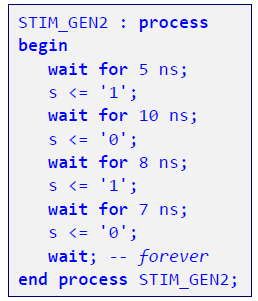 STIM_GEN2 : process
begin
wait for 5 ns;
s <= '1';
wait for 10 ns;
s <= '0';
wait for 8 ns;
s <= '1';
wait for 7 ns;
s <= '0';
wait; -- forever
end process STIM_GEN2;